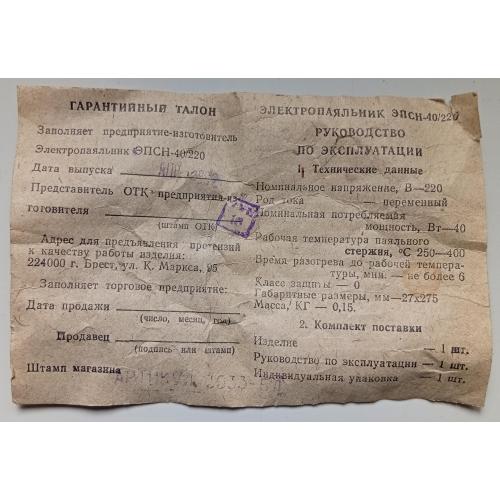 ГАРАНТИЙНЫЙ ТАЛОН
Заполняет предприятие-изготовитель
Электропаяльник ЭПСН-40/220
Дата выпуска
Представитель ОТК предприятия-из-
готовителя
(штамп ОТК)
Адрес для предъявления претензий
к качеству работы изделия:
224000 г. Брест, ул. К. Маркса, 95
Заполняет торговое предприятие:
Дата продажи
(число, месяц, год)
Продавец
(подпись или штамп)
Штамп магазина
ЭЛЕКТРОПАЯЛЬНИК ЭПСН-40/220
РУКОВОДСТВО
ПО ЭКСПЛУАТАЦИИ
1. Технические данные
Номинальное напряжение, В—220
Род тока — переменный
Номинальная потребляемая
мощность, Вт—40
Рабочая температура паяльного
стержня, °С 250—400
Время разогрева до рабочей темпера-
туры, мин. — не более 6
Класс защиты — 0
Габаритные размеры, мм—27х275
Масса, КГ — 0,15.
2. Комплект поставки
Изделие — 1 шт.
Руководство по эксплуатации — 1 шт.
Индивидуальная упаковка — 1 шт.